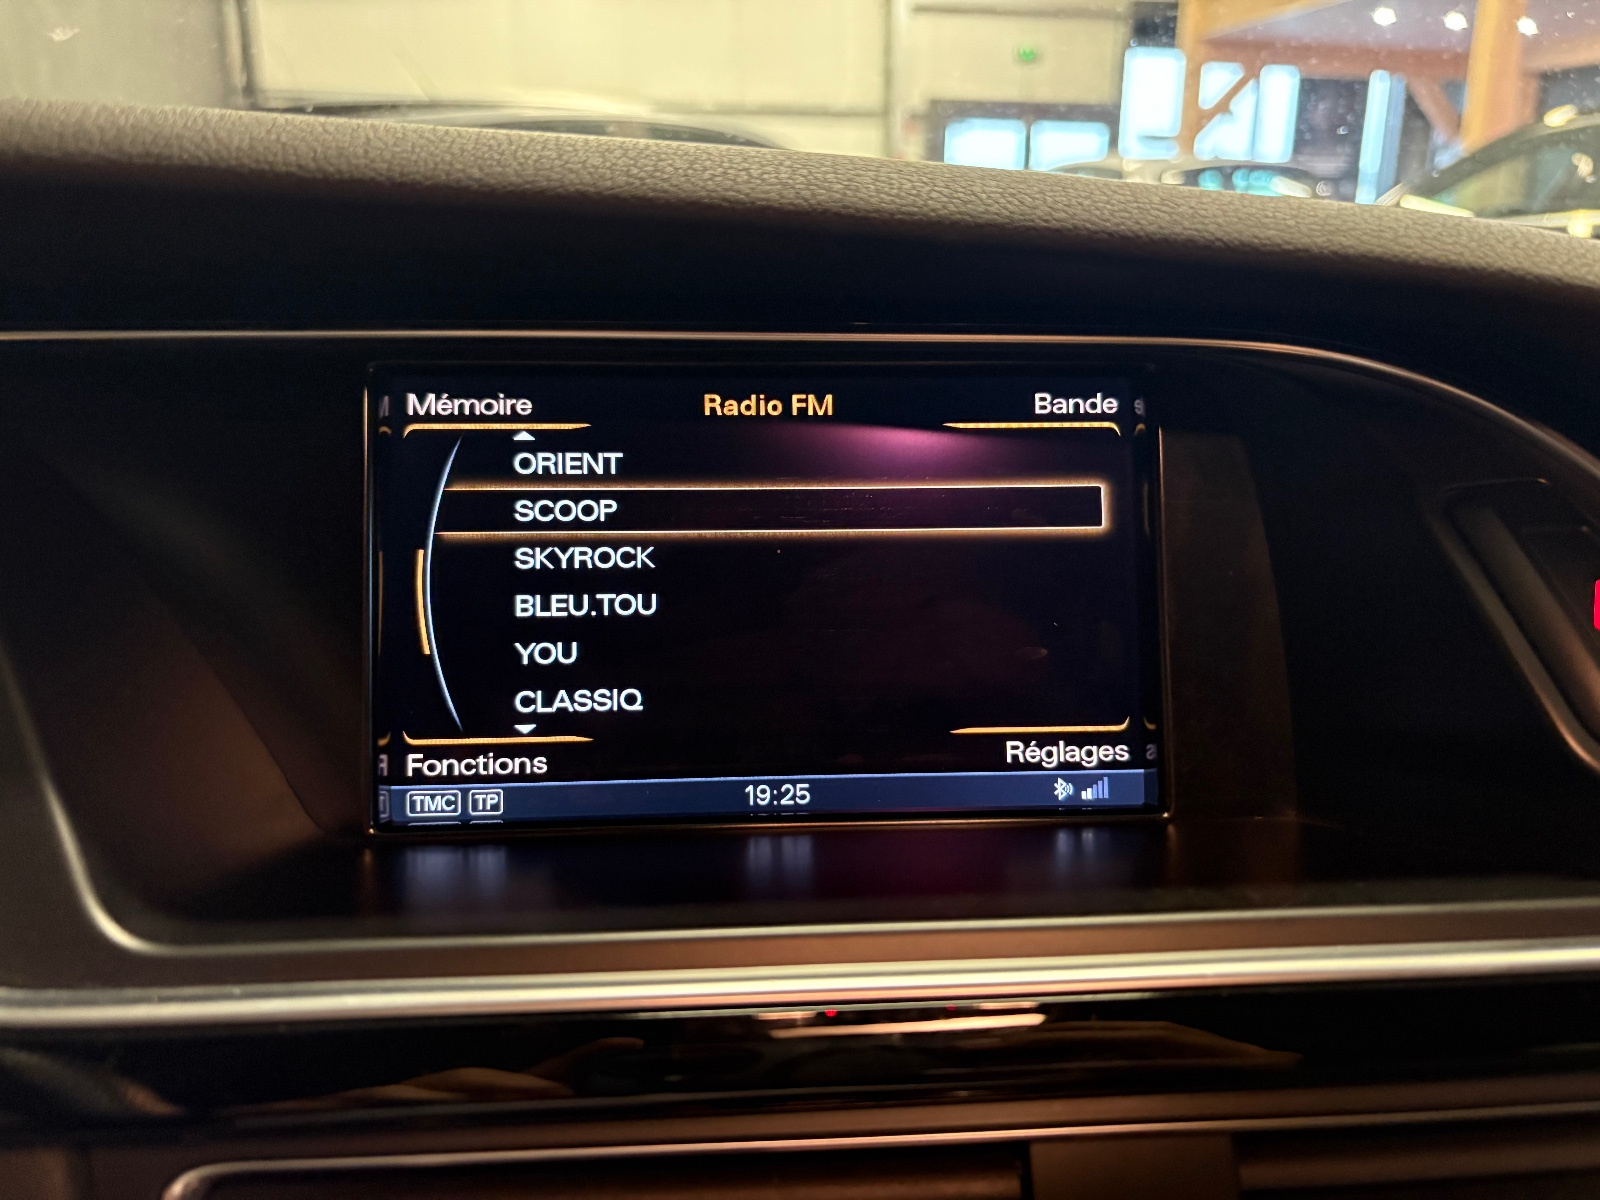 Mémoire Radio FM Bande
ORIENT
SCOOP
SKYROCK
BLEU.TOU
YOU
CLASSIQ
Fonctions Réglages
TMC TP 19:25